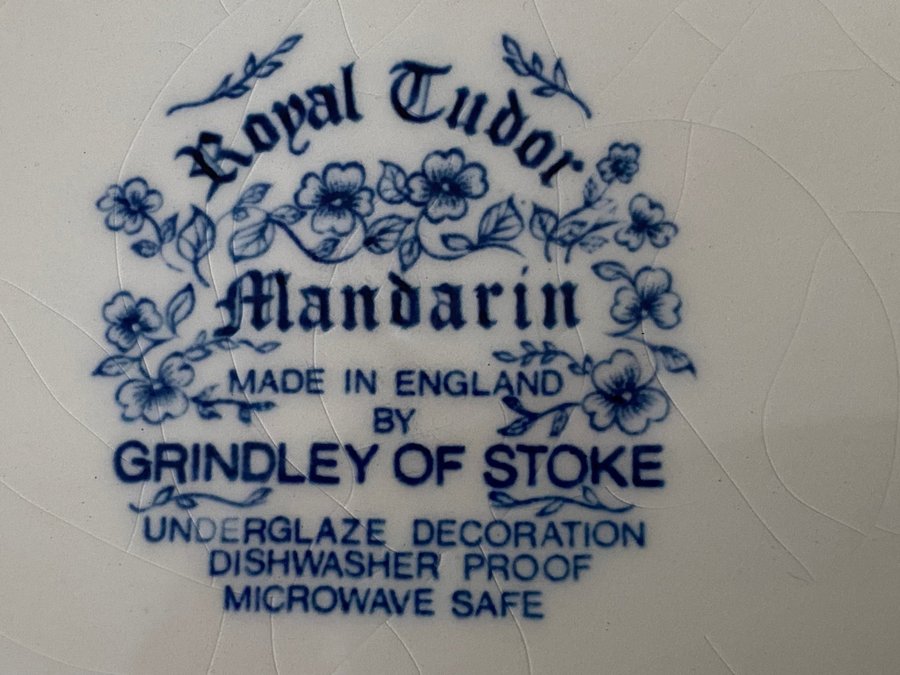 Royal Tudor
Mandarin
MADE IN ENGLAND
BY
GRINDLEY OF STOKE
UNDERGLAZE DECORATION
DISHWASHER PROOF
MICROWAVE SAFE